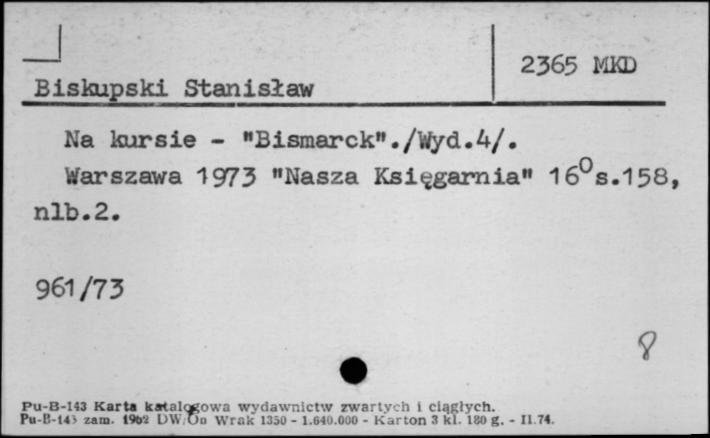 2365 MKD
Biskupski Stanisław
Na kursie - "Bismarck"./Wyd.4/.
Warszawa 1973 "Nasza Księgarnia" 16⁰s.158,
nlb.2.
961/73
8
Pu-B-143 Karta katalogowa wydawnictw zwartych i ciągłych.
Pu-B-143 zam. 1962 DW/On Wrak 1350 - 1.640.000 - Karton 3 kl. 180 g. - II.74.